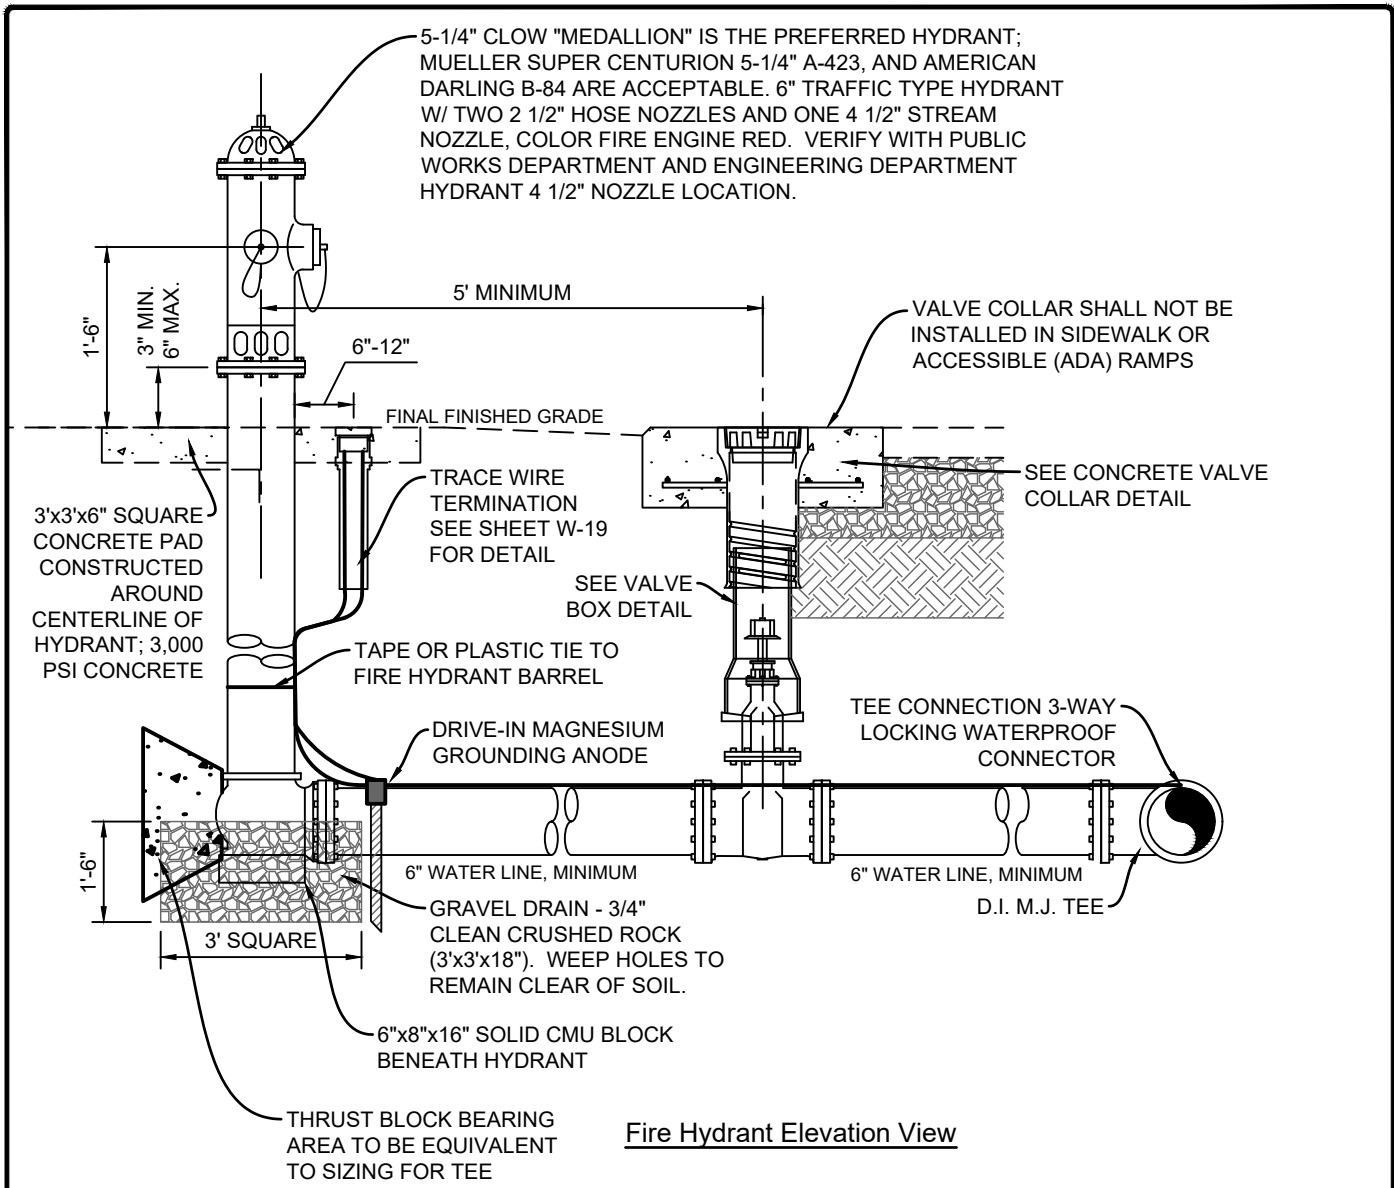 5-1/4" CLOW "MEDALLION" IS THE PREFERRED HYDRANT;
MUELLER SUPER CENTURION 5-1/4" A-423, AND AMERICAN
DARLING B-84 ARE ACCEPTABLE. 6" TRAFFIC TYPE HYDRANT
W/ TWO 2 1/2" HOSE NOZZLES AND ONE 4 1/2" STREAM
NOZZLE, COLOR FIRE ENGINE RED. VERIFY WITH PUBLIC
WORKS DEPARTMENT AND ENGINEERING DEPARTMENT
HYDRANT 4 1/2" NOZZLE LOCATION.
5' MINIMUM
1'-6"
3" MIN.
6" MAX.
6"-12"
VALVE COLLAR SHALL NOT BE
INSTALLED IN SIDEWALK OR
ACCESSIBLE (ADA) RAMPS
FINAL FINISHED GRADE
TRACE WIRE
TERMINATION
SEE SHEET W-19
FOR DETAIL
SEE CONCRETE VALVE
COLLAR DETAIL
3'x3'x6" SQUARE
CONCRETE PAD
CONSTRUCTED
AROUND
CENTERLINE OF
HYDRANT; 3,000
PSI CONCRETE
SEE VALVE
BOX DETAIL
TAPE OR PLASTIC TIE TO
FIRE HYDRANT BARREL
DRIVE-IN MAGNESIUM
GROUNDING ANODE
TEE CONNECTION 3-WAY
LOCKING WATERPROOF
CONNECTOR
1'-6"
6" WATER LINE, MINIMUM
6" WATER LINE, MINIMUM
D.I. M.J. TEE
3' SQUARE
GRAVEL DRAIN - 3/4"
CLEAN CRUSHED ROCK
(3'x3'x18"). WEEP HOLES TO
REMAIN CLEAR OF SOIL.
6"x8"x16" SOLID CMU BLOCK
BENEATH HYDRANT
THRUST BLOCK BEARING
AREA TO BE EQUIVALENT
TO SIZING FOR TEE
Fire Hydrant Elevation View